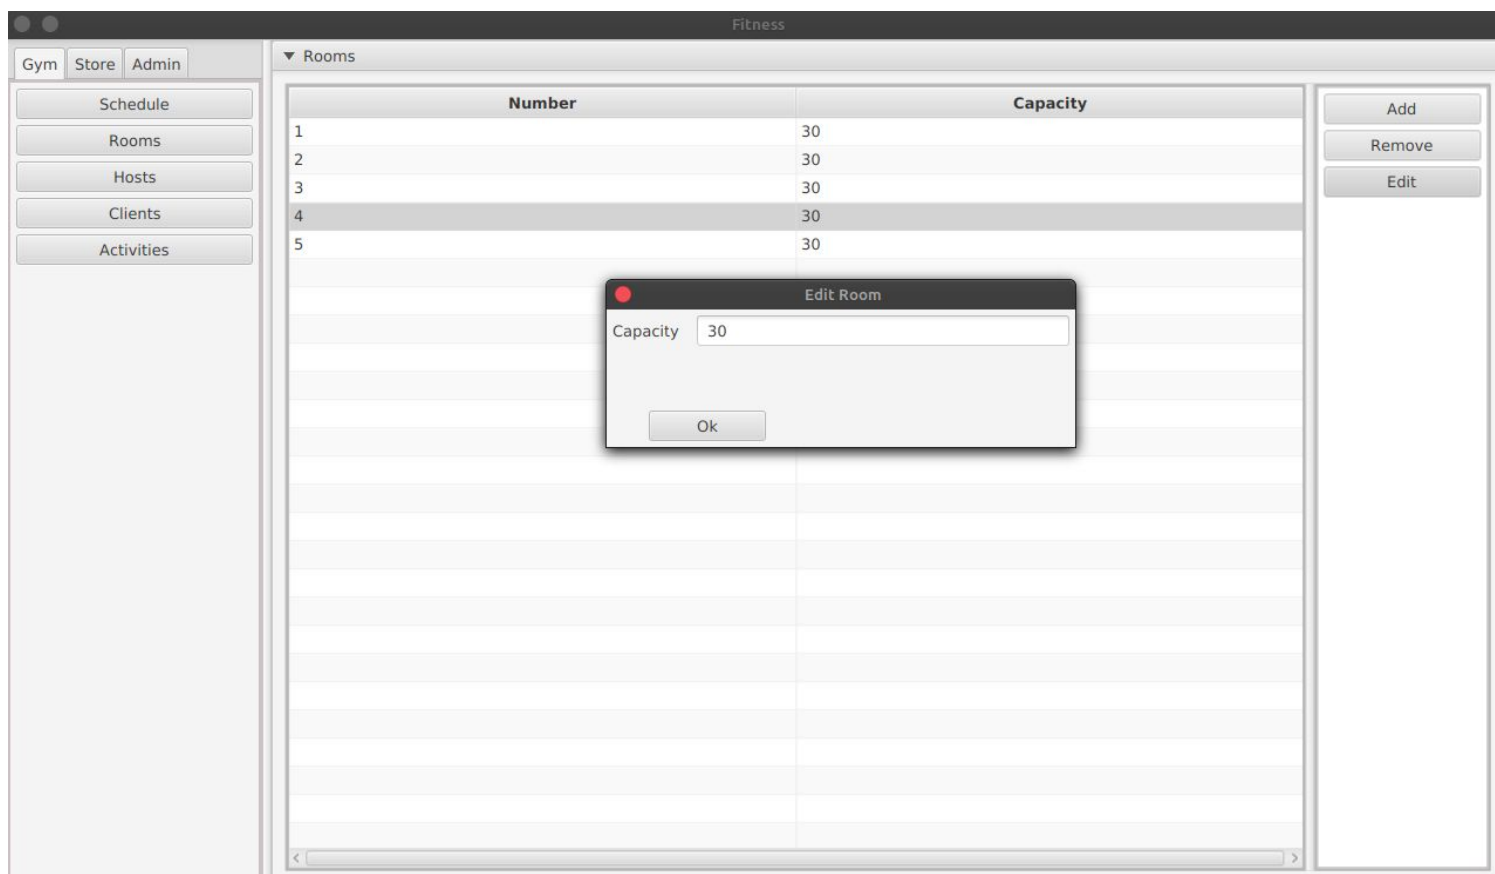 Fitness
Gym Store Admin
Schedule
Rooms
Hosts
Clients
Activities
Rooms
Number Capacity
1 30
2 30
3 30
4 30
5 30
Add
Remove
Edit
Edit Room
Capacity 30
Ok